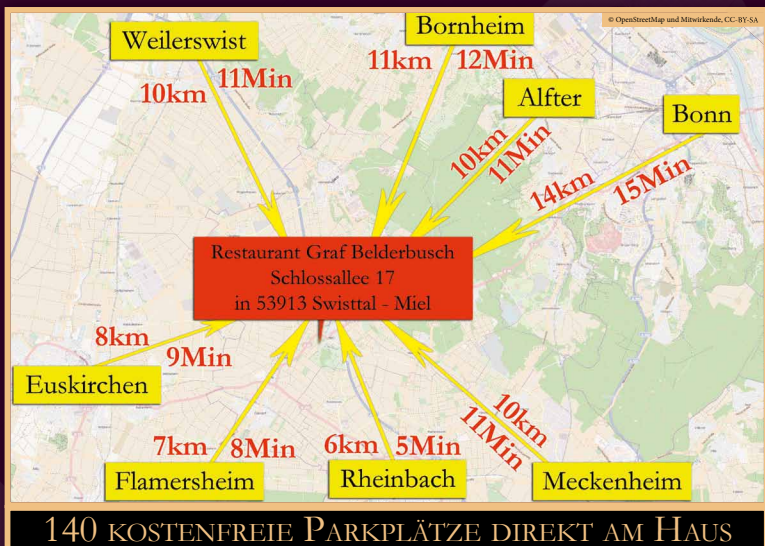 © OpenStreetMap und Mitwirkende, CC-BY-SA
Weilerswist
Bornheim
11Min
10km
11km
12Min
Alfter
Bonn
10km
11Min
14km
15Min
Restaurant Graf Belderbusch
Schlossallee 17
in 53913 Swisttal - Miel
8km
9Min
Euskirchen
7km
8Min
6km
5Min
10km
11Min
Flamersheim
Rheinbach
Meckenheim
140 kostenfreie Parkplätze direkt am Haus